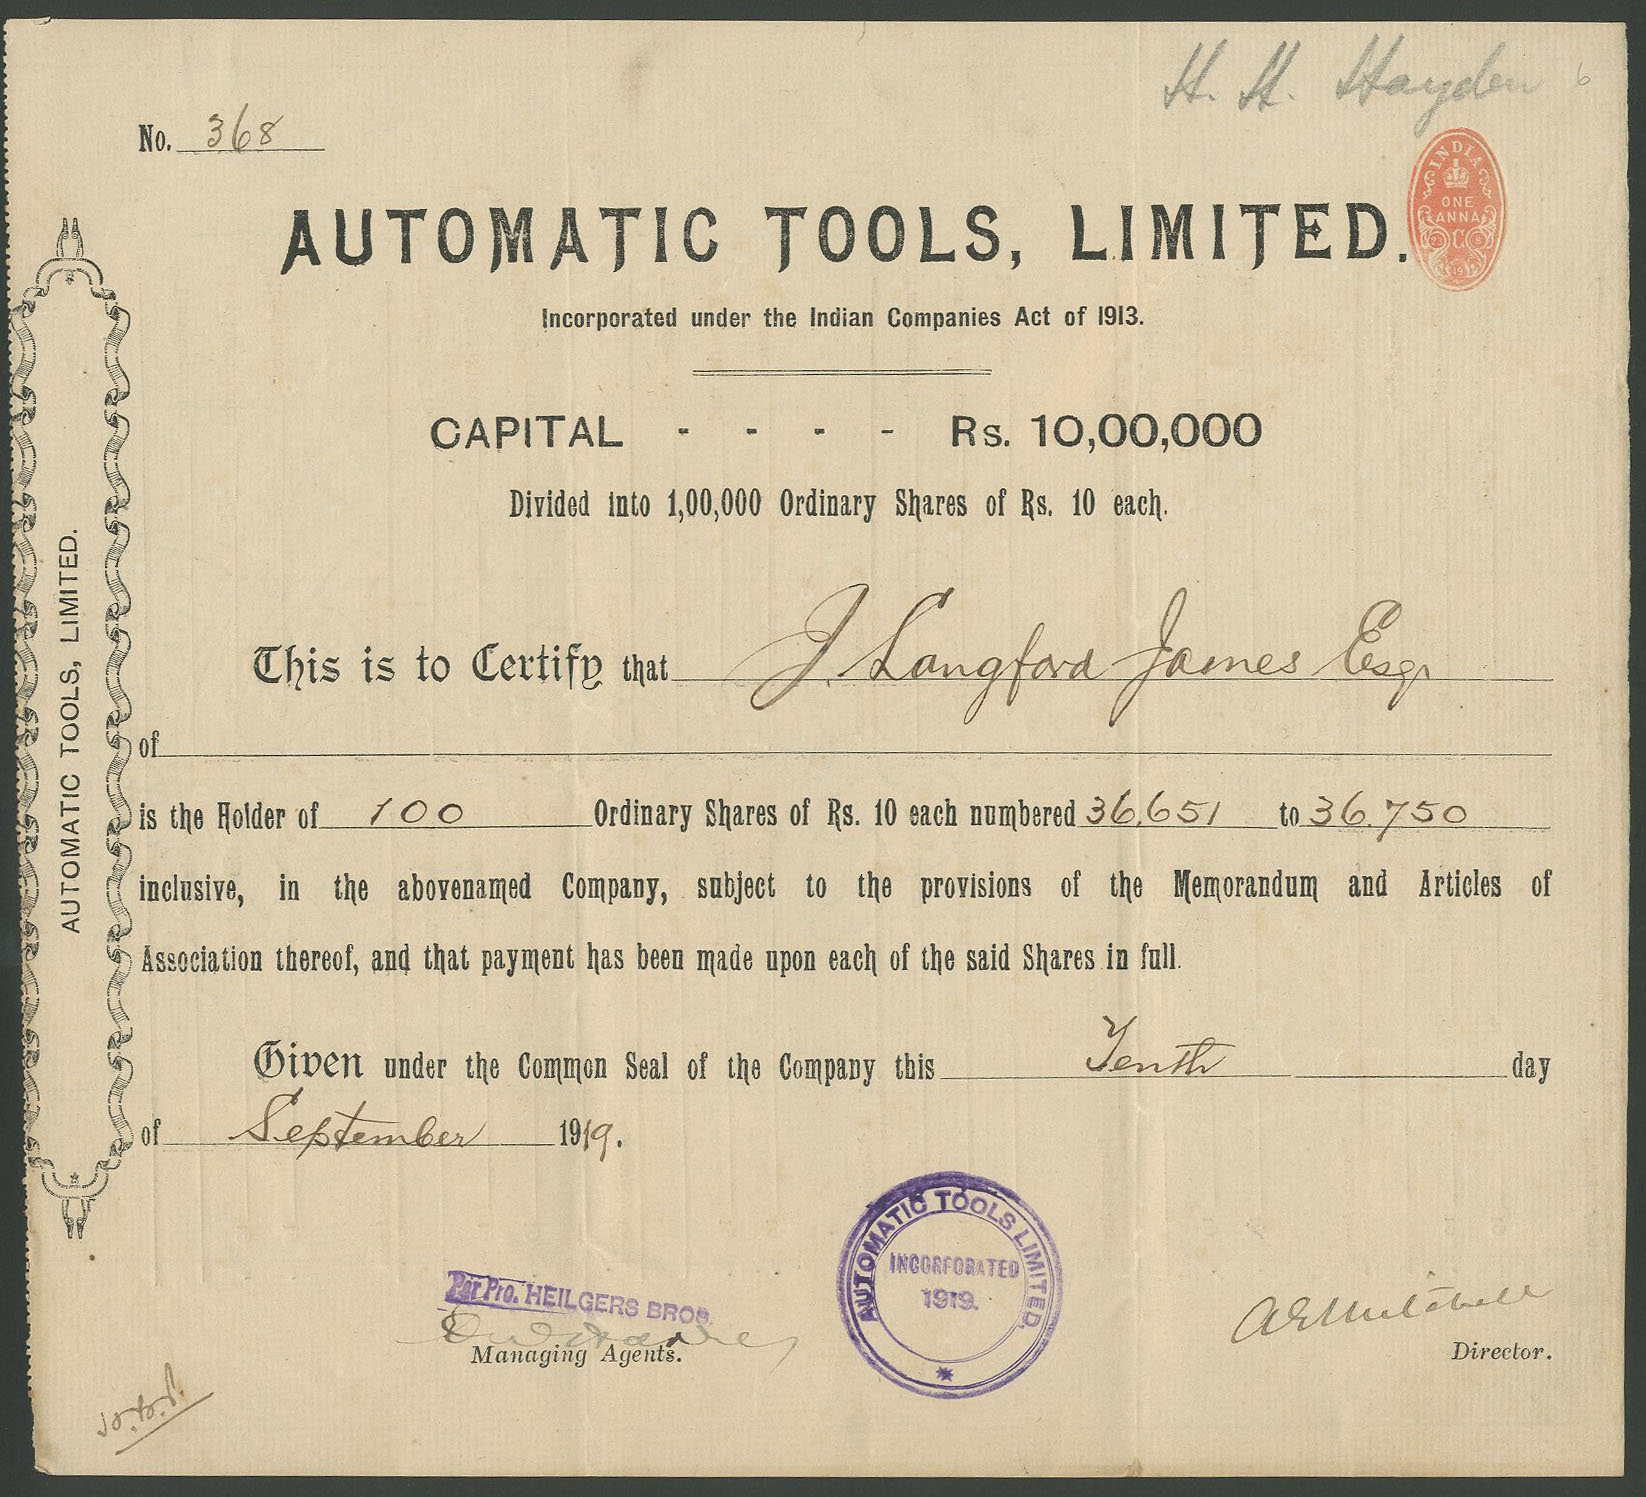 H. H. Hayden 6
No. 368
INDIA
ONE
ANNA
23 C 8
19
AUTOMATIC TOOLS, LIMITED.
Incorporated under the Indian Companies Act of 1913.
CAPITAL - - - - Rs. 10,00,000
Divided into 1,00,000 Ordinary Shares of Rs. 10 each.
AUTOMATIC TOOLS, LIMITED.
This is to Certify that J. Langford James Esqr
of
is the Holder of 100 Ordinary Shares of Rs. 10 each numbered 36,651 to 36,750
inclusive, in the abovenamed Company, subject to the provisions of the Memorandum and Articles of
Association thereof, and that payment has been made upon each of the said Shares in full.
Given under the Common Seal of the Company this Tenth day
of September 1919.
AUTOMATIC TOOLS LIMITED.
INCORPORATED
1919.
Per Pro. HEILGERS BROS.
Managing Agents.
A E Mitchell
Director.